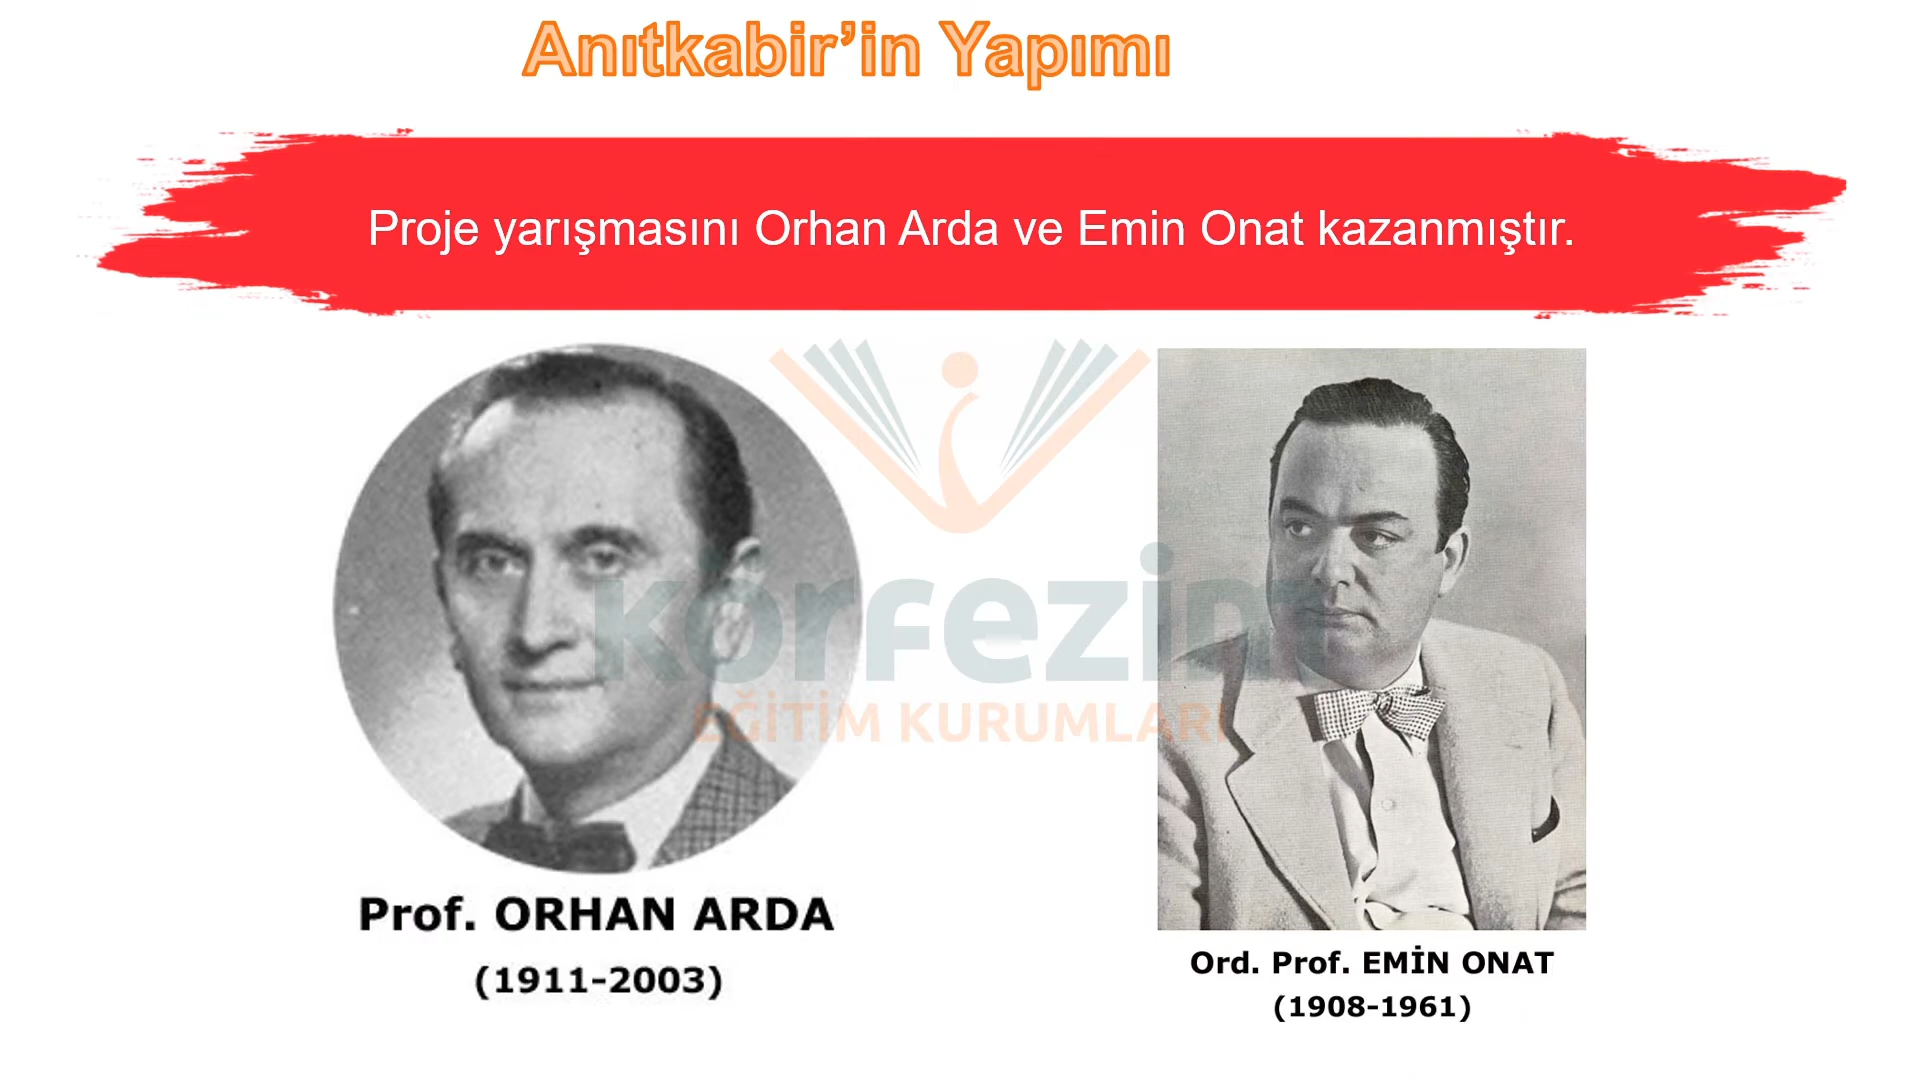 Anıtkabir’in Yapımı
Proje yarışmasını Orhan Arda ve Emin Onat kazanmıştır.
körfezim
EĞİTİM KURUMLARI
Prof. ORHAN ARDA
(1911-2003)
Ord. Prof. EMİN ONAT
(1908-1961)